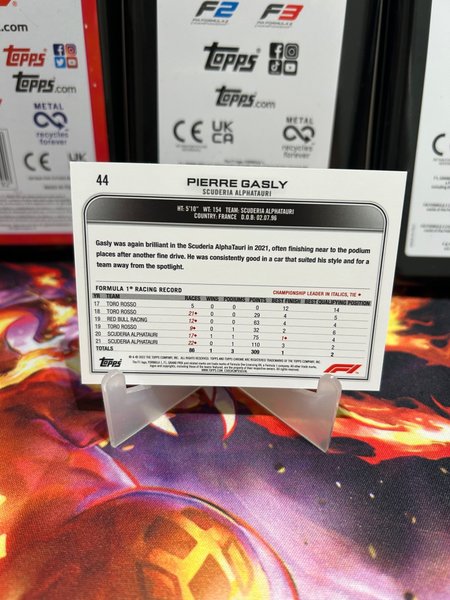 .com
Topps
Topps.com
METAL
recycles
forever
F2
FIA FORMULA 2
F3
Topps
Topps.com
CE UK
CA
METAL
recycles
forever
CE
44
PIERRE GASLY
SCUDERIA ALPHATAURI
HT: 5'10" WT: 154 TEAM: SCUDERIA ALPHATAURI
COUNTRY: FRANCE D.O.B: 02.07.96
Gasly was again brilliant in the Scuderia AlphaTauri in 2021, often finishing near to the podium
places after another fine drive. He was consistently good in a car that suited his style and for a
team away from the spotlight.
FORMULA 1® RACING RECORD CHAMPIONSHIP LEADER IN ITALICS, TIE ♦
YR TEAM RACES WINS PODIUMS POINTS BEST FINISH BEST QUALIFYING POSITION
17 TORO ROSSO 5 0 0 0 12 14
18 TORO ROSSO 21♦ 0 0 29 4 5
19 RED BULL RACING 12♦ 0 0 63 4 4
19 TORO ROSSO 9♦ 0 1 32 2 6
20 SCUDERIA ALPHATAURI 17♦ 1 1 75 1♦ 4
21 SCUDERIA ALPHATAURI 22♦ 0 1 110 3 2
TOTALS 86 1 3 309 1 2
Topps
F1